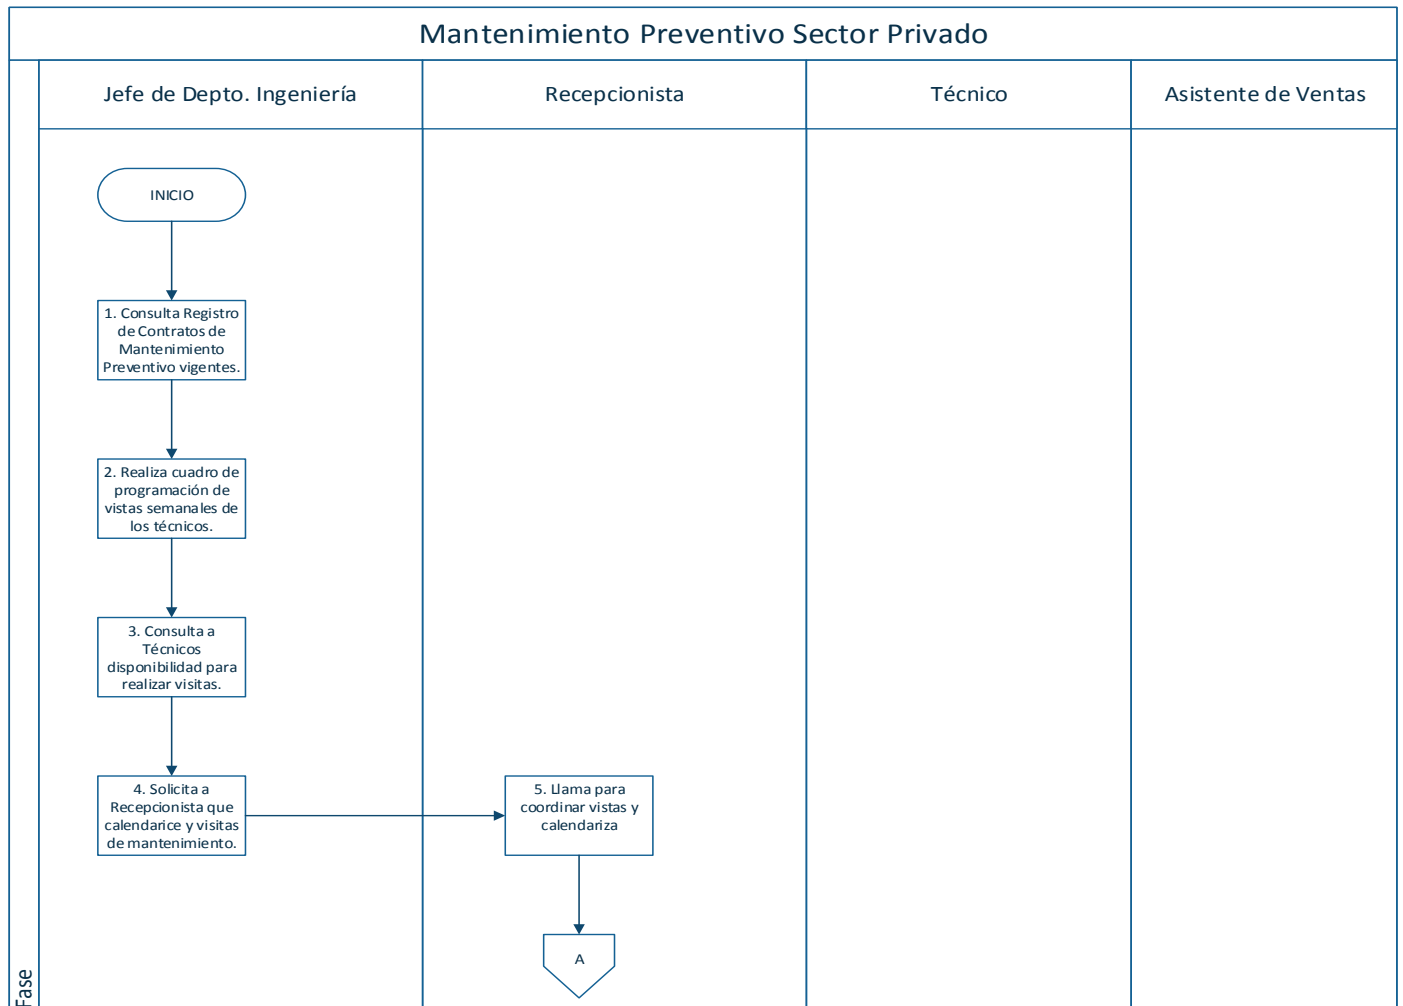 Mantenimiento Preventivo Sector Privado
Jefe de Depto. Ingeniería
Recepcionista
Técnico
Asistente de Ventas
INICIO
1. Consulta Registro
de Contratos de
Mantenimiento
Preventivo vigentes.
2. Realiza cuadro de
programación de
vistas semanales de
los técnicos.
3. Consulta a
Técnicos
disponibilidad para
realizar visitas.
4. Solicita a
Recepcionista que
calendarice y visitas
de mantenimiento.
5. Llama para
coordinar vistas y
calendariza
A
Fase